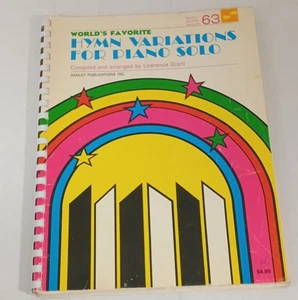 WORLD'S FAVORITE
63
HYMN VARIATIONS
FOR PIANO SOLO
Compiled and arranged by Lawrence Grant
ASHLEY PUBLICATIONS INC.
$4.95